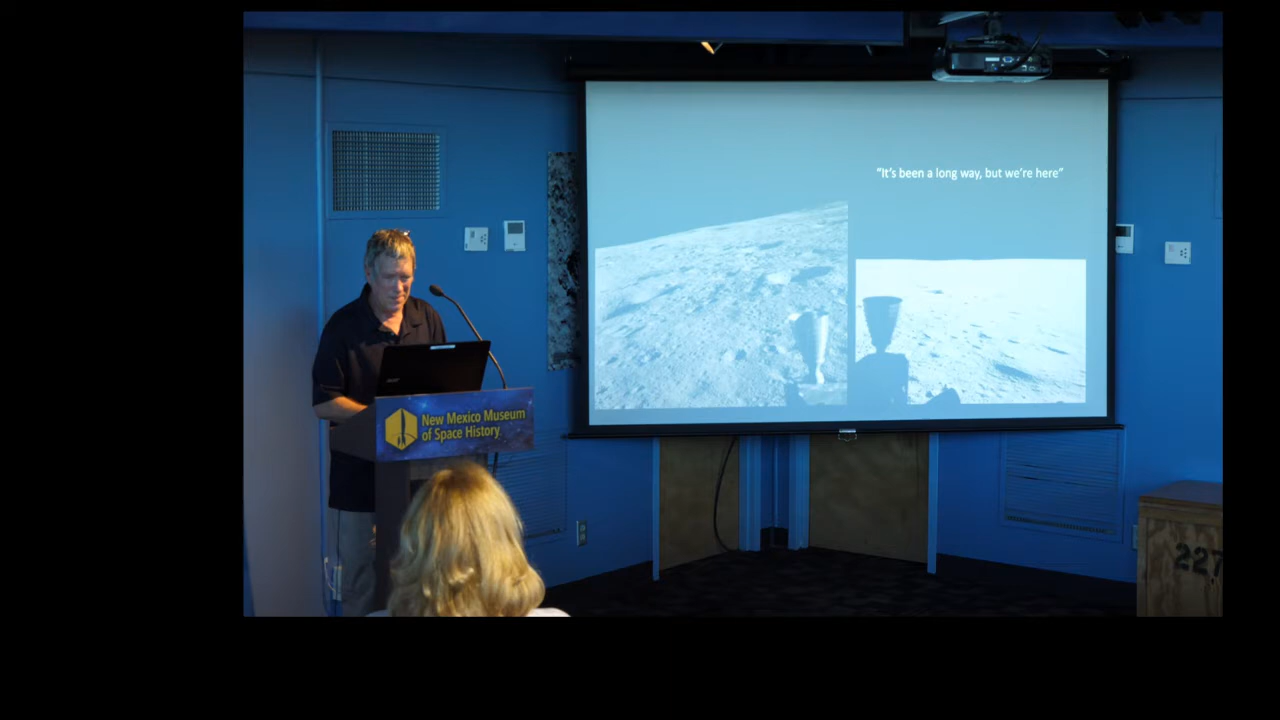 "It's been a long way, but we're here"
New Mexico Museum
of Space History
227